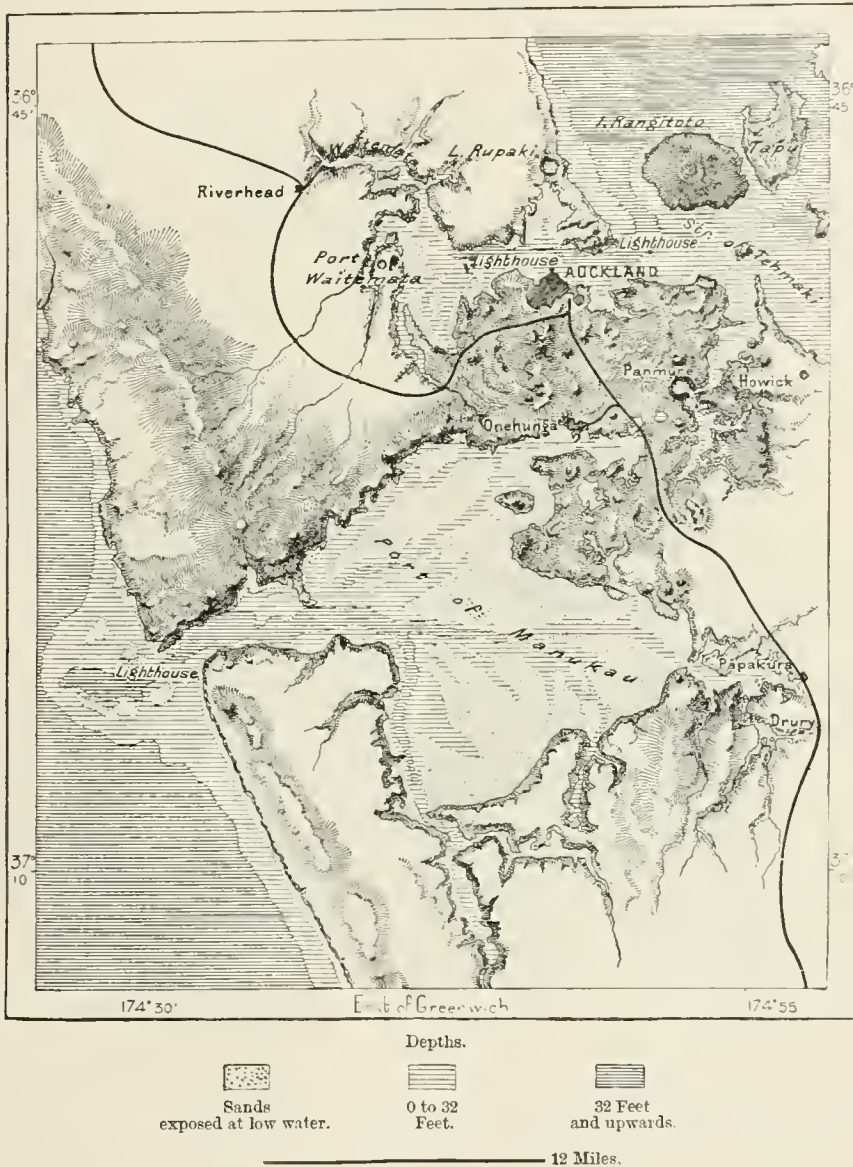 36°
45'
36°
45
I. Rangitoto
Tapu
L. Rupaki
Riverhead
Str. of Tehmaki
Lighthouse
Port
Waitemata
Lighthouse
AUCKLAND
Panmure
Howick
Onehunga
Port
of
Manukau
Papakura
Lighthouse
Drury
37°
10
37
174°30'
East of Greenwich
174°55
Depths.
Sands
exposed at low water.
0 to 32
Feet.
32 Feet
and upwards.
12 Miles.